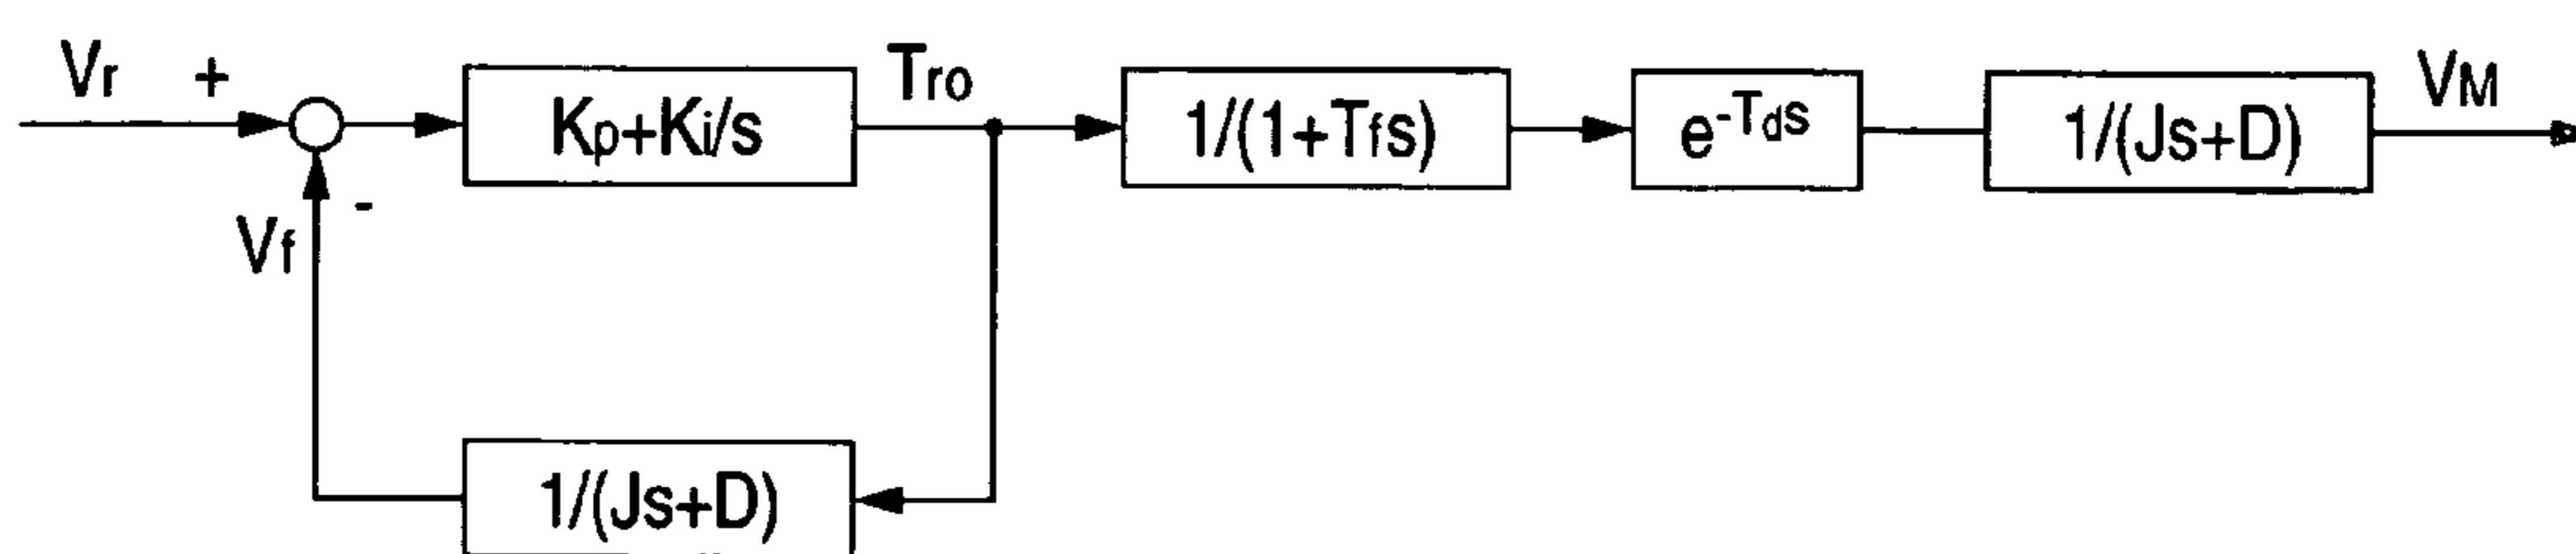 Vr +
Kp+Ki/s
Tro
1/(1+Tfs)
e-Tds
1/(Js+D)
VM
Vf -
1/(Js+D)